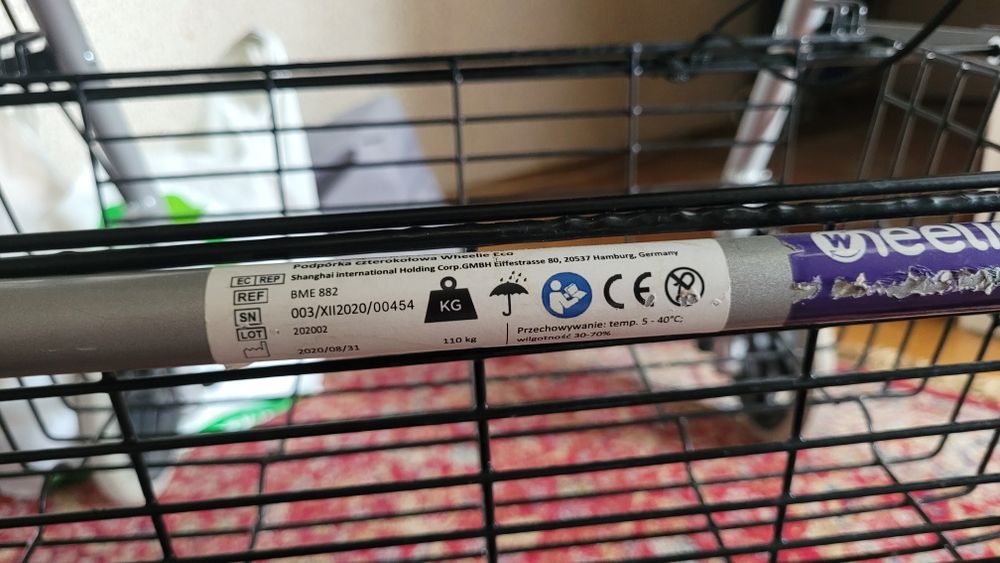 Podpórka czterokołowa Wheelie Eco
EC REP Shanghai international Holding Corp.GMBH Eiffestrasse 80, 20537 Hamburg, Germany
REF BME 882
SN 003/XII2020/00454
LOT 202002
2020/08/31
KG
110 kg
CE
Przechowywanie: temp. 5 - 40°C;
wilgotność 30-70%
wheelie